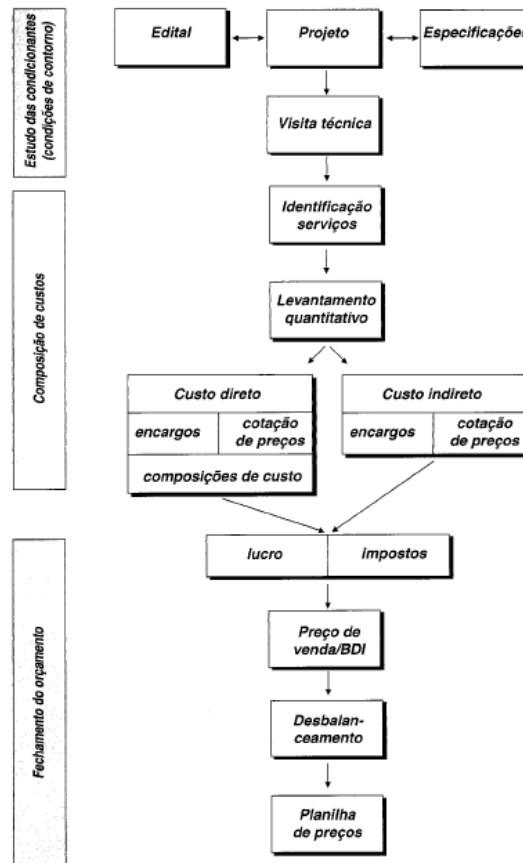 Estudo das condicionantes
(condições de contorno)
Edital
Projeto
Especificações
Visita técnica
Composição de custos
Identificação
serviços
Levantamento
quantitativo
Custo direto
encargos
cotação
de preços
composições de custo
Custo indireto
encargos
cotação
de preços
Fechamento do orçamento
lucro
impostos
Preço de
venda/BDI
Desbalan-
ceamento
Planilha
de preços